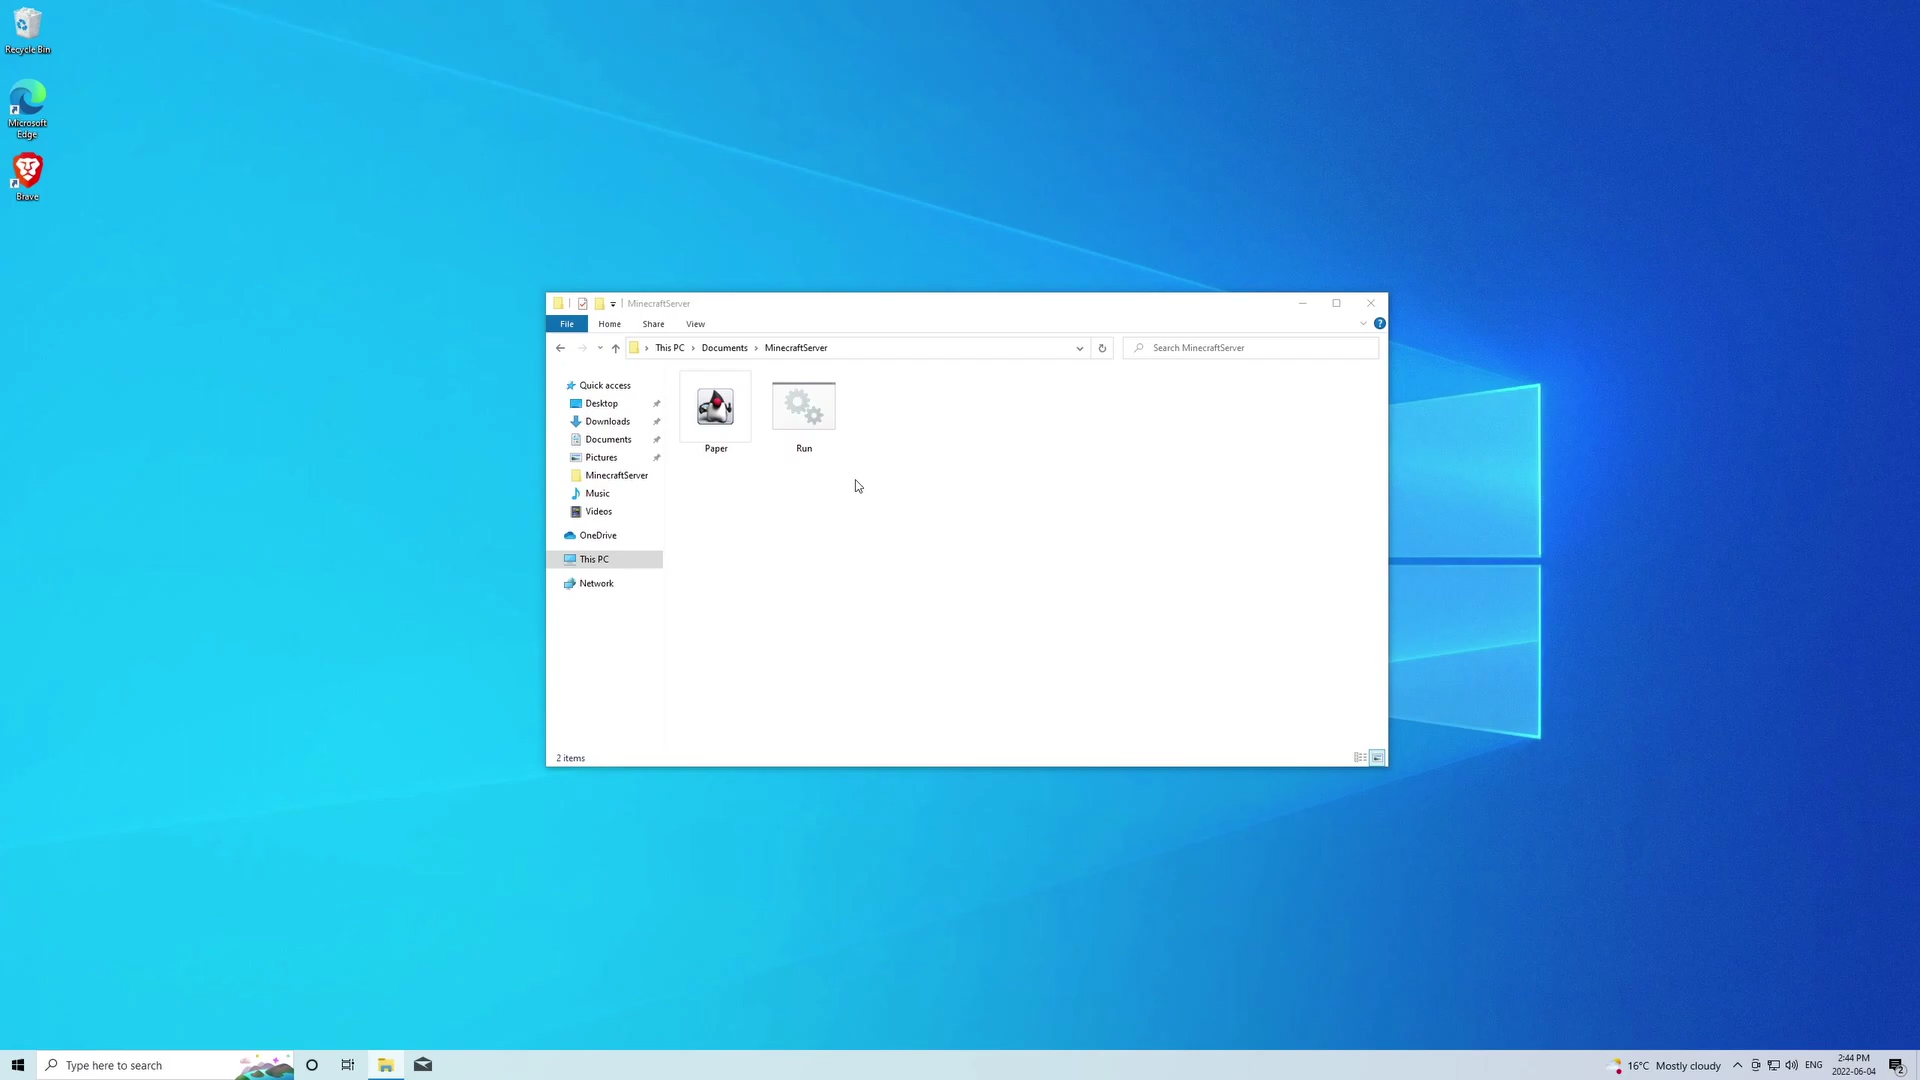 Recycle Bin
Microsoft
Edge
Brave
MinecraftServer
File Home Share View
This PC Documents MinecraftServer
Search MinecraftServer
Quick access
Desktop
Downloads
Documents
Pictures
MinecraftServer
Music
Videos
OneDrive
This PC
Network
Paper
Run
2 items
Type here to search
16°C Mostly cloudy
ENG
2:44 PM
2022-06-04
2